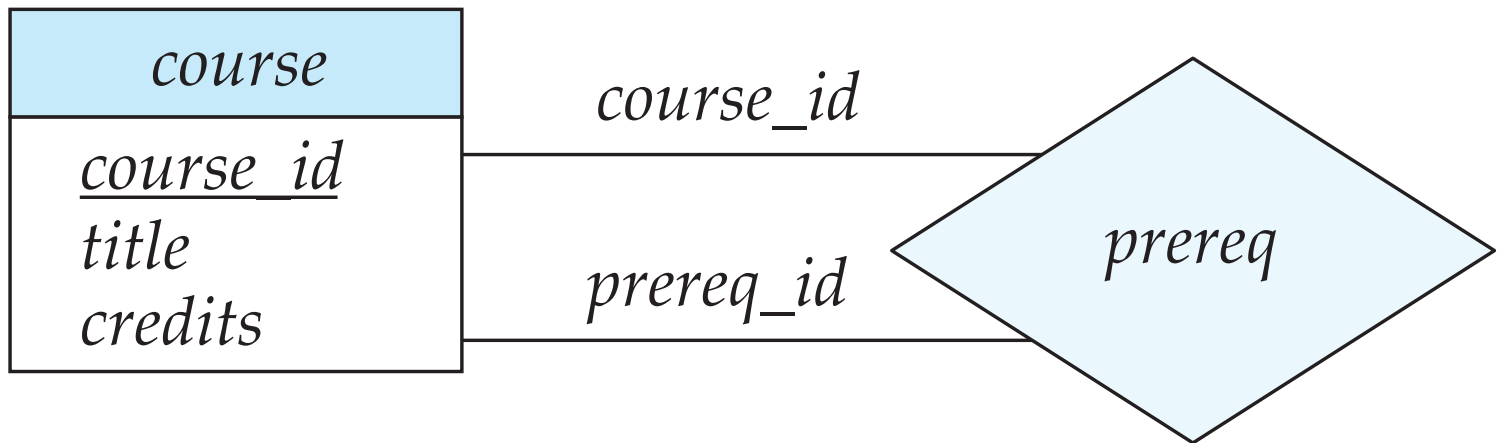 course
course_id
title
credits
course_id
prereq_id
prereq